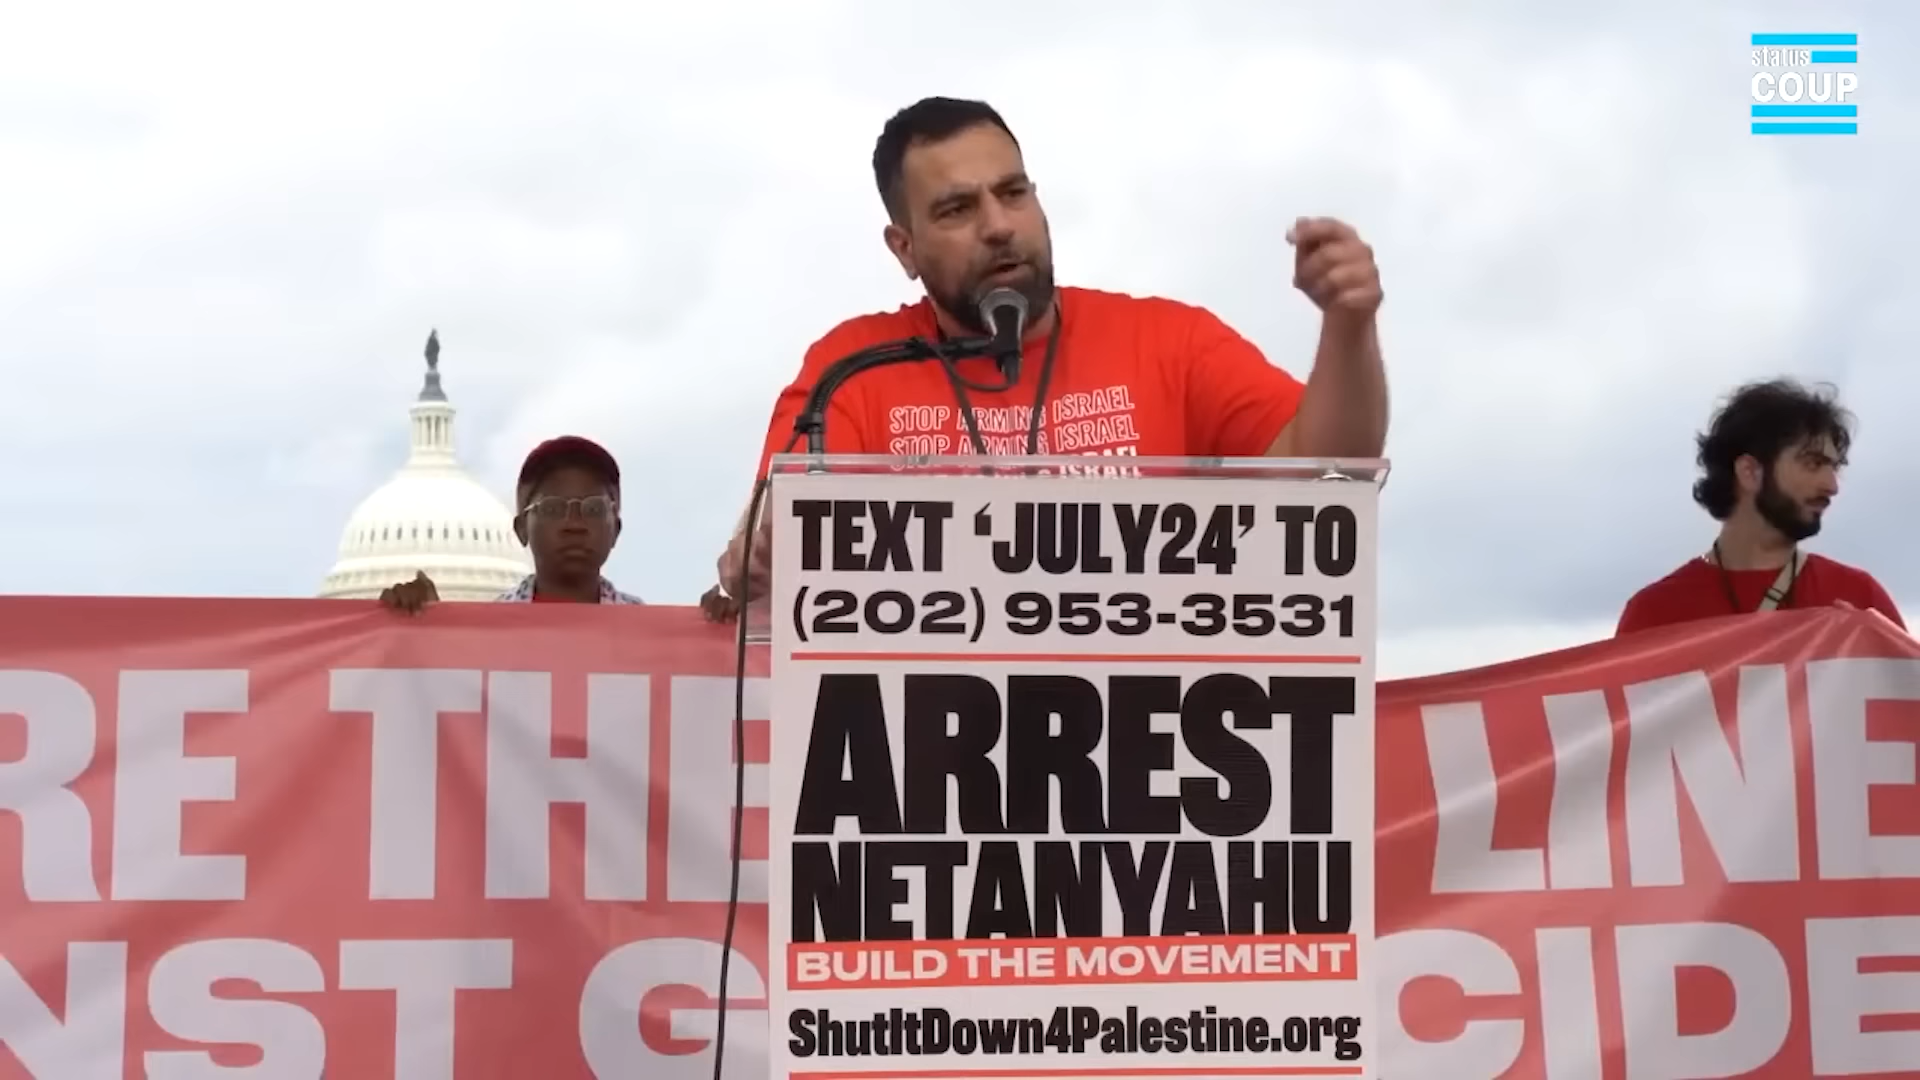 status
COUP
STOP ARMING ISRAEL
STOP ARMING ISRAEL
ISRAEL
TEXT ‘JULY24’ TO
(202) 953-3531
ARREST
NETANYAHU
BUILD THE MOVEMENT
ShutItDown4Palestine.org
RE THE
LINE
NST G
CIDE